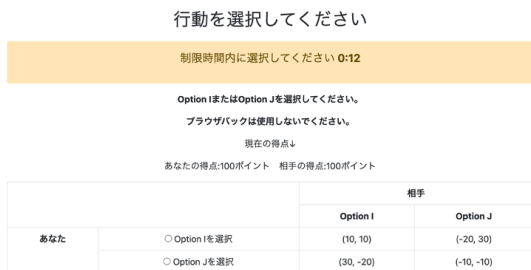 行動を選択してください
制限時間内に選択してください 0:12
Option IまたはOption Jを選択してください。
ブラウザバックは使用しないでください。
現在の得点↓
あなたの得点:100ポイント 相手の得点:100ポイント
相手
Option I Option J
あなた Option Iを選択 (10, 10) (-20, 30)
Option Jを選択 (30, -20) (-10, -10)